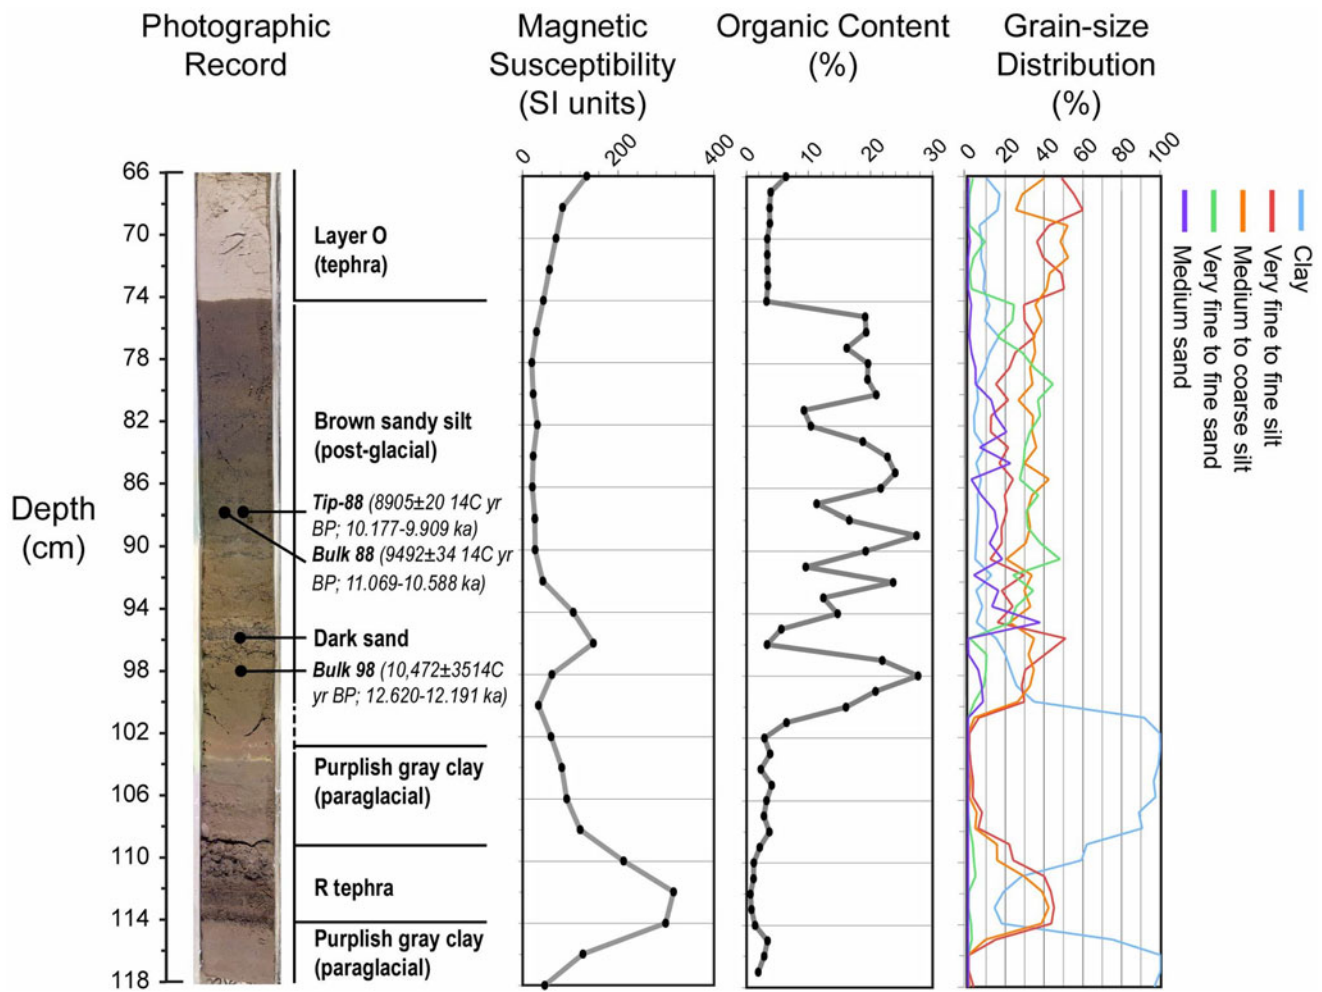 Photographic
Record
Magnetic
Susceptibility
(SI units)
Organic Content
(%)
Grain-size
Distribution
(%)
0
200
400
0
10
20
30
0
20
40
60
80
100
Depth
(cm)
66
70
74
78
82
86
90
94
98
102
106
110
114
118
Layer O
(tephra)
Brown sandy silt
(post-glacial)
Tip-88 (8905±20 14C yr
BP; 10.177-9.909 ka)
Bulk 88 (9492±34 14C yr
BP; 11.069-10.588 ka)
Dark sand
Bulk 98 (10,472±3514C
yr BP; 12.620-12.191 ka)
Purplish gray clay
(paraglacial)
R tephra
Purplish gray clay
(paraglacial)
Clay
Very fine to fine silt
Medium to coarse silt
Very fine to fine sand
Medium sand